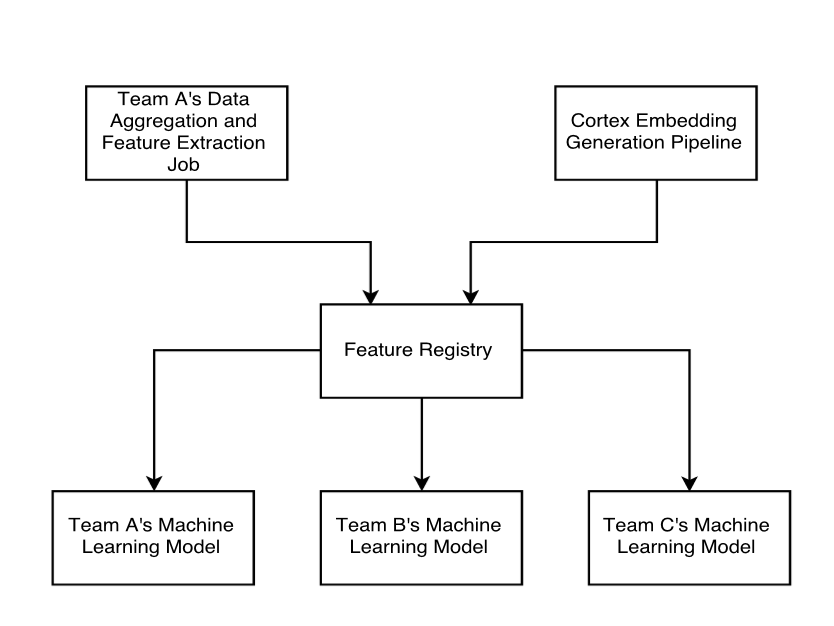 Team A's Data
Aggregation and
Feature Extraction
Job
Cortex Embedding
Generation Pipeline
Feature Registry
Team A's Machine
Learning Model
Team B's Machine
Learning Model
Team C's Machine
Learning Model